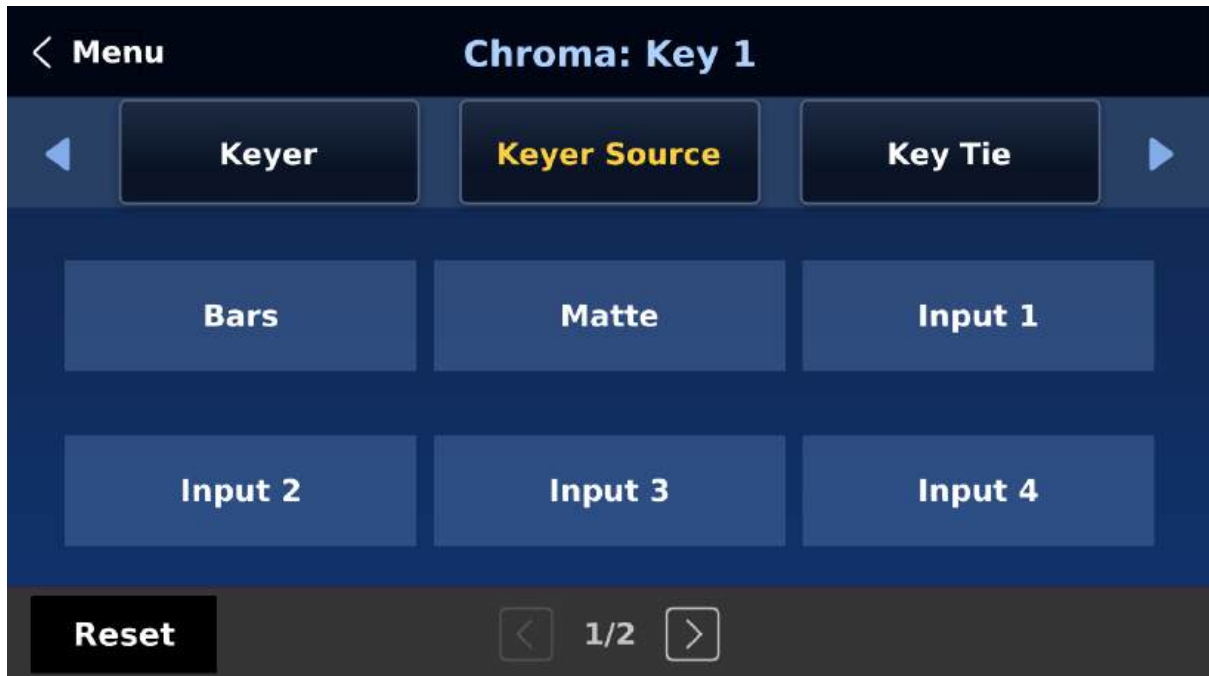 Menu
Chroma: Key 1
Keyer
Keyer Source
Key Tie
Bars
Matte
Input 1
Input 2
Input 3
Input 4
Reset
1/2